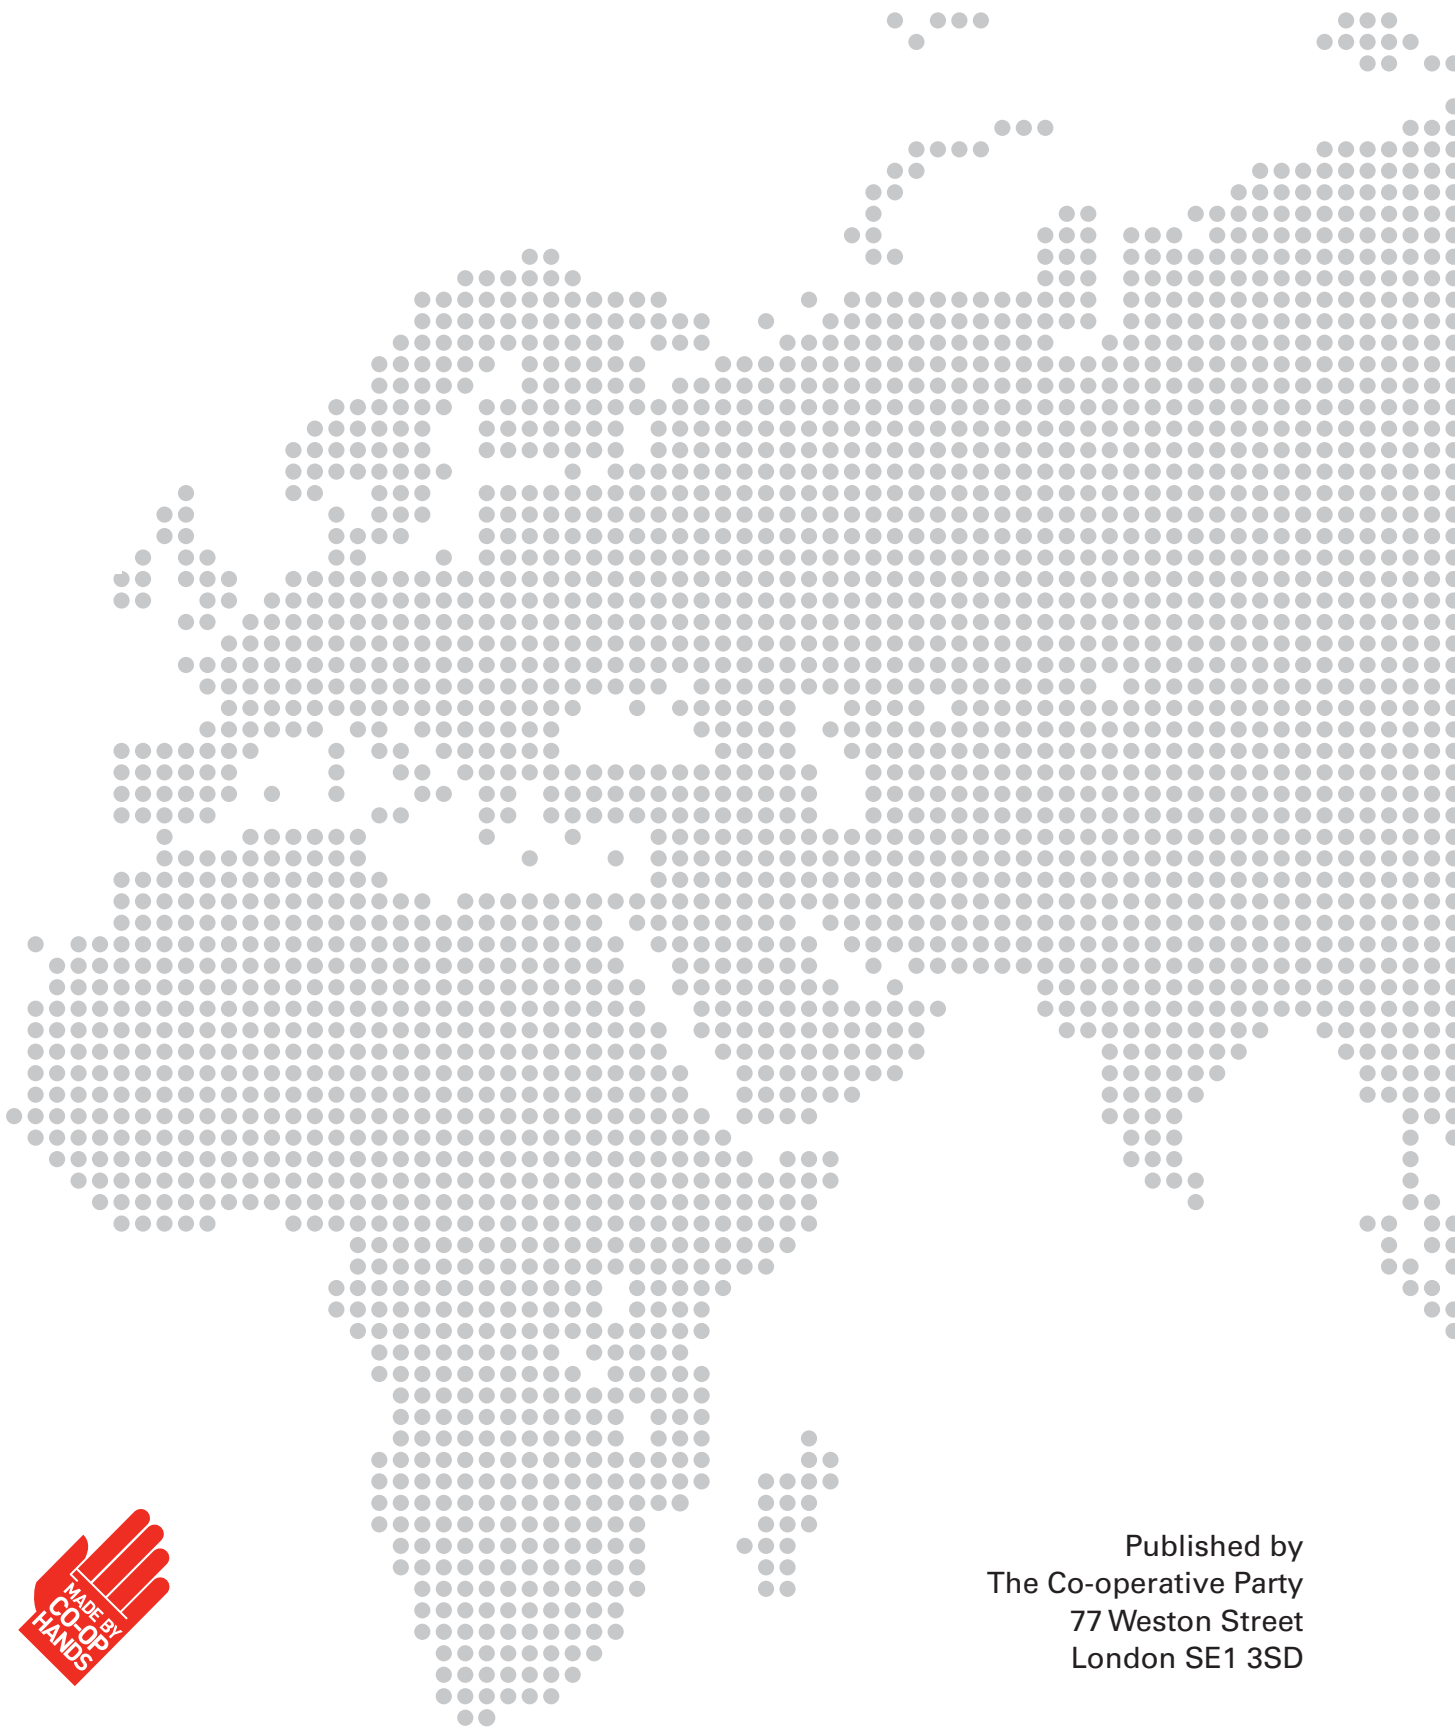 MADE BY
CO-OP
HANDS
Published by
The Co-operative Party
77 Weston Street
London SE1 3SD